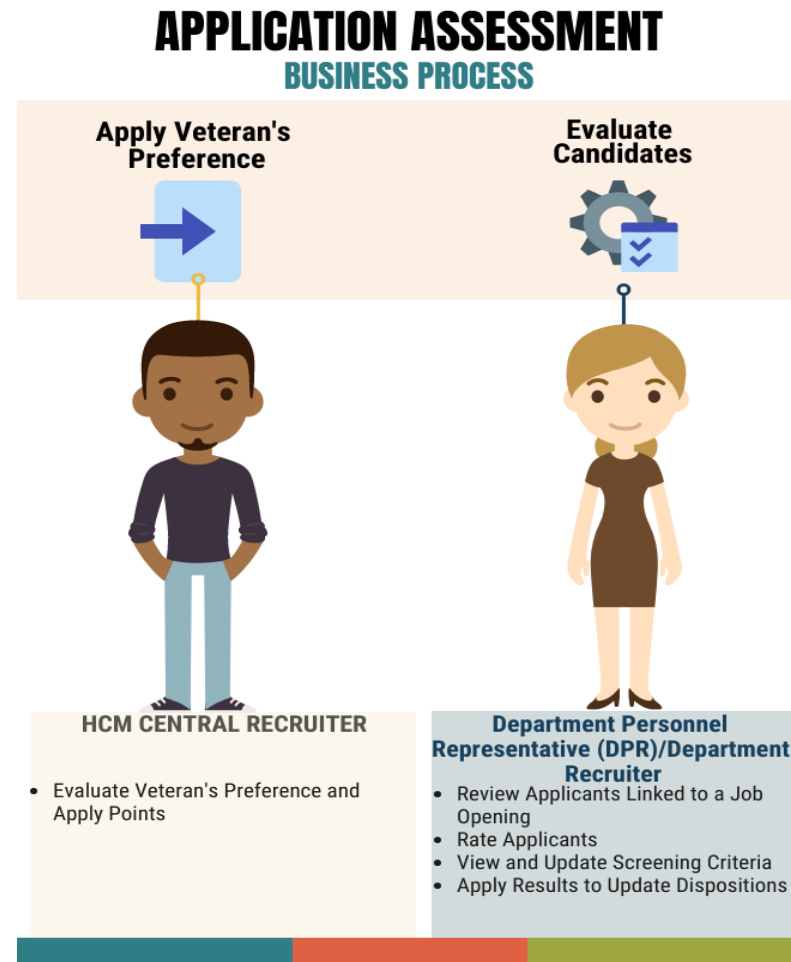 APPLICATION ASSESSMENT
BUSINESS PROCESS
Apply Veteran's
Preference
Evaluate
Candidates
HCM CENTRAL RECRUITER
• Evaluate Veteran's Preference and
Apply Points
Department Personnel
Representative (DPR)/Department
Recruiter
• Review Applicants Linked to a Job
Opening
• Rate Applicants
• View and Update Screening Criteria
• Apply Results to Update Dispositions